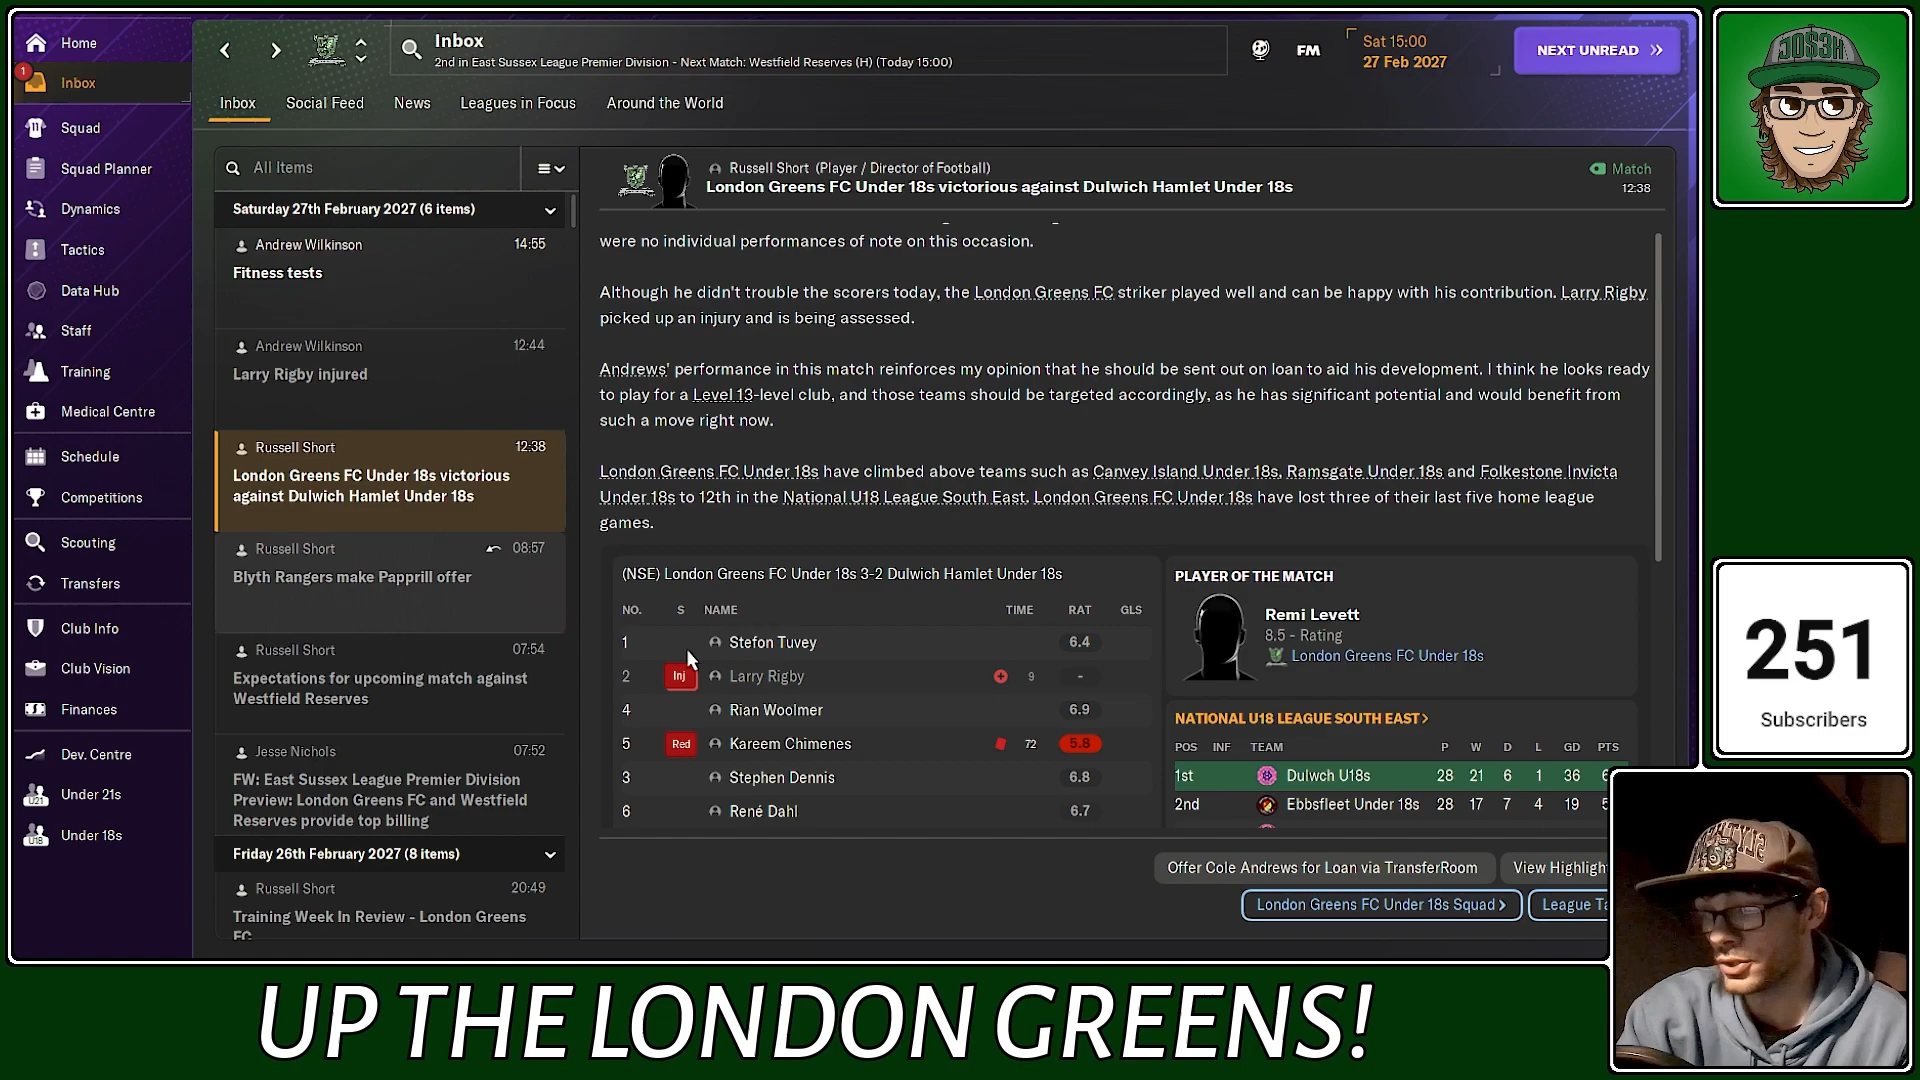 Home
1
Inbox
Squad
Squad Planner
Dynamics
Tactics
Data Hub
Staff
Training
Medical Centre
Schedule
Competitions
Scouting
Transfers
Club Info
Club Vision
Finances
Dev. Centre
Under 21s
Under 18s
Inbox
2nd in East Sussex League Premier Division - Next Match: Westfield Reserves (H) (Today 15:00)
FM
Sat 15:00
27 Feb 2027
NEXT UNREAD
Inbox
Social Feed
News
Leagues in Focus
Around the World
All Items
Saturday 27th February 2027 (6 items)
Andrew Wilkinson 14:55
Fitness tests
Andrew Wilkinson 12:44
Larry Rigby injured
Russell Short 12:38
London Greens FC Under 18s victorious
against Dulwich Hamlet Under 18s
Russell Short 08:57
Blyth Rangers make Papprill offer
Russell Short 07:54
Expectations for upcoming match against
Westfield Reserves
Jesse Nichols 07:52
FW: East Sussex League Premier Division
Preview: London Greens FC and Westfield
Reserves provide top billing
Friday 26th February 2027 (8 items)
Russell Short 20:49
Training Week In Review - London Greens
FC
Russell Short (Player / Director of Football)
London Greens FC Under 18s victorious against Dulwich Hamlet Under 18s
Match
12:38
were no individual performances of note on this occasion.
Although he didn't trouble the scorers today, the London Greens FC striker played well and can be happy with his contribution. Larry Rigby
picked up an injury and is being assessed.
Andrews' performance in this match reinforces my opinion that he should be sent out on loan to aid his development. I think he looks ready
to play for a Level 13-level club, and those teams should be targeted accordingly, as he has significant potential and would benefit from
such a move right now.
London Greens FC Under 18s have climbed above teams such as Canvey Island Under 18s, Ramsgate Under 18s and Folkestone Invicta
Under 18s to 12th in the National U18 League South East. London Greens FC Under 18s have lost three of their last five home league
games.
(NSE) London Greens FC Under 18s 3-2 Dulwich Hamlet Under 18s
NO. S NAME TIME RAT GLS
1 Stefon Tuvey 6.4
2 Inj Larry Rigby 9 -
4 Rian Woolmer 6.9
5 Red Kareem Chimenes 72 5.8
3 Stephen Dennis 6.8
6 René Dahl 6.7
PLAYER OF THE MATCH
Remi Levett
8.5 - Rating
London Greens FC Under 18s
NATIONAL U18 LEAGUE SOUTH EAST >
POS INF TEAM P W D L GD PTS
1st Dulwch U18s 28 21 6 1 36
2nd Ebbsfleet Under 18s 28 17 7 4 19
Offer Cole Andrews for Loan via TransferRoom
View Highligh
London Greens FC Under 18s Squad >
League Ta
JOS3H
251
Subscribers
UP THE LONDON GREENS!